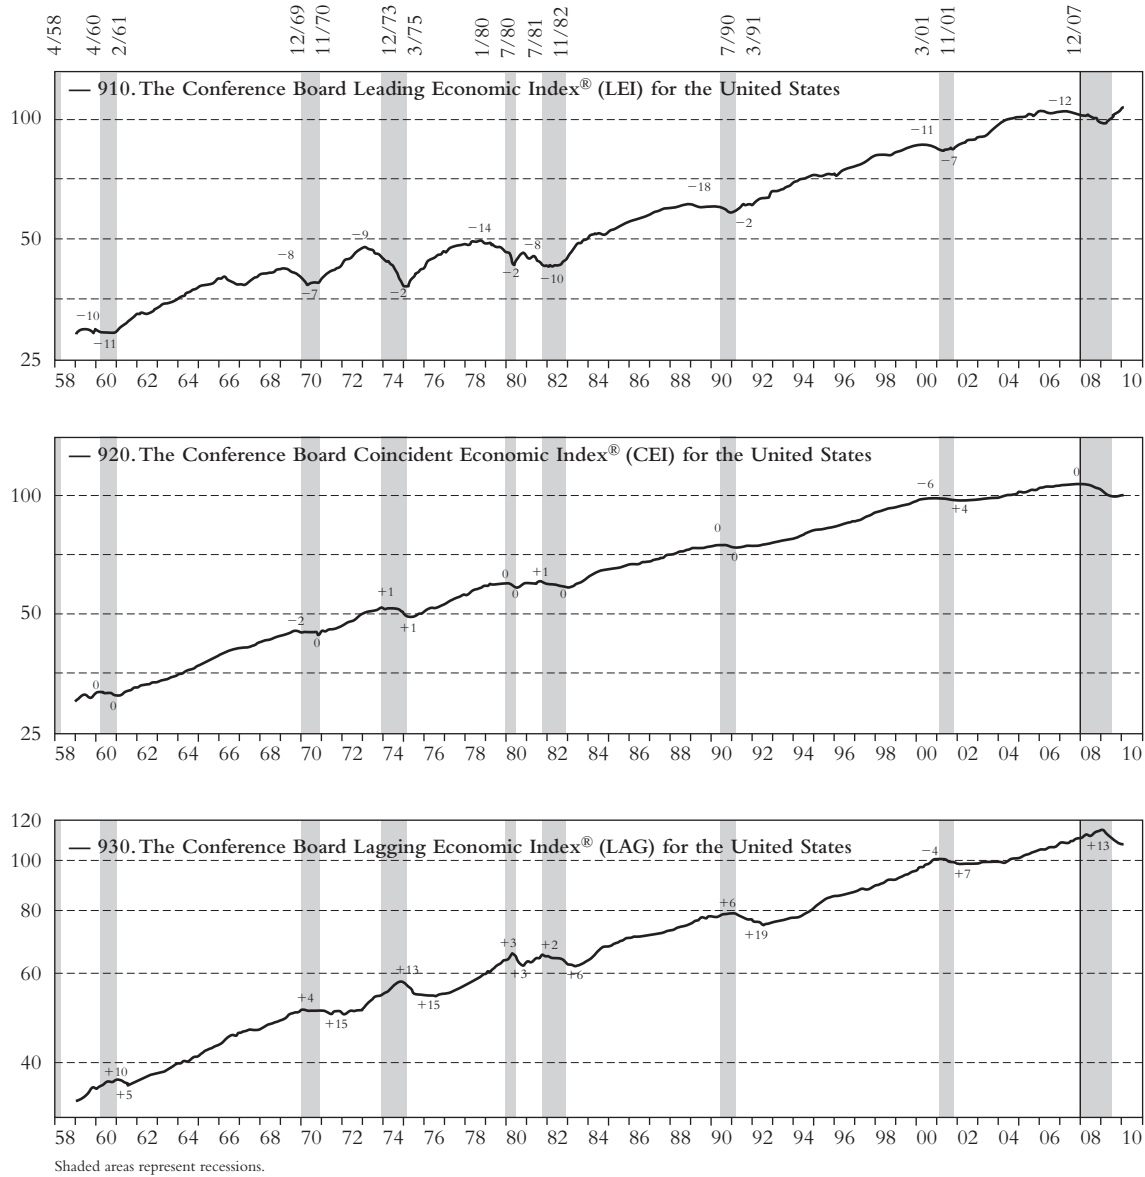 4/58 4/60 2/61 12/69 11/70 12/73 3/75 1/80 7/80 7/81 11/82 7/90 3/91 3/01 11/01 12/07
910. The Conference Board Leading Economic Index® (LEI) for the United States
100
50
25
−10 −11 −8 −7 −9 −2 −14 −2 −8 −10 −18 −2 −11 −7 −12
58 60 62 64 66 68 70 72 74 76 78 80 82 84 86 88 90 92 94 96 98 00 02 04 06 08 10
920. The Conference Board Coincident Economic Index® (CEI) for the United States
100
50
25
0 0 −2 0 +1 +1 0 0 +1 0 0 0 −6 +4 0
58 60 62 64 66 68 70 72 74 76 78 80 82 84 86 88 90 92 94 96 98 00 02 04 06 08 10
120
930. The Conference Board Lagging Economic Index® (LAG) for the United States
100
80
60
40
+10 +5 +4 +15 +13 +15 +3 +3 +2 +6 +6 +19 −4 +7 +13
58 60 62 64 66 68 70 72 74 76 78 80 82 84 86 88 90 92 94 96 98 00 02 04 06 08 10
Shaded areas represent recessions.